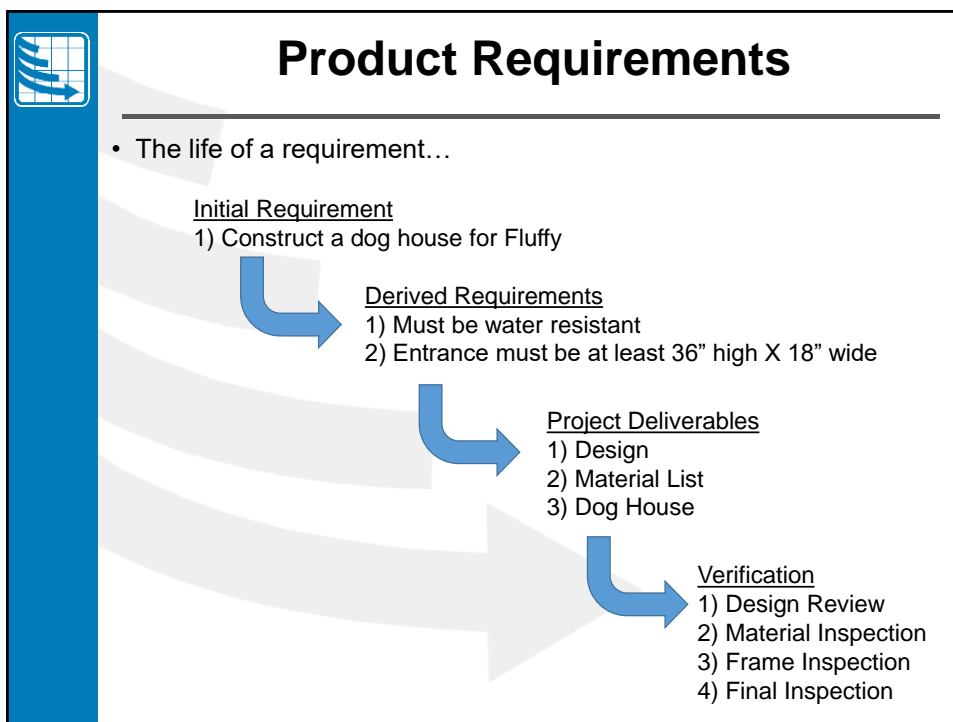 Product Requirements
• The life of a requirement…
Initial Requirement
1) Construct a dog house for Fluffy
Derived Requirements
1) Must be water resistant
2) Entrance must be at least 36” high X 18” wide
Project Deliverables
1) Design
2) Material List
3) Dog House
Verification
1) Design Review
2) Material Inspection
3) Frame Inspection
4) Final Inspection